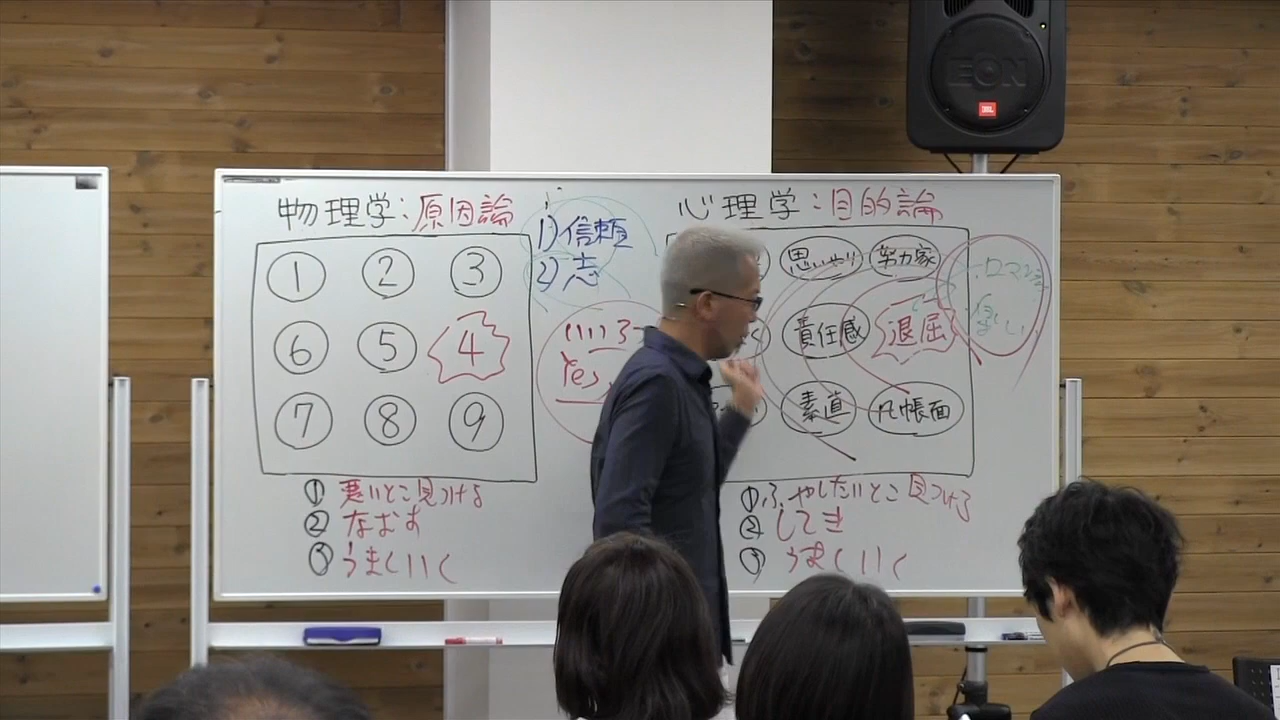 物理学：原因論
① ② ③
⑥ ⑤ 4
⑦ ⑧ ⑨
① 悪いとこ見つける
② なおす
③ うまくいく
1) 信頼
2) 志
Yes
心理学：目的論
思いやり 努力家
責任感 退屈
素直 几帳面
① ふやしたいとこ見つける
② してき
③ うまくいく
EON
JBL